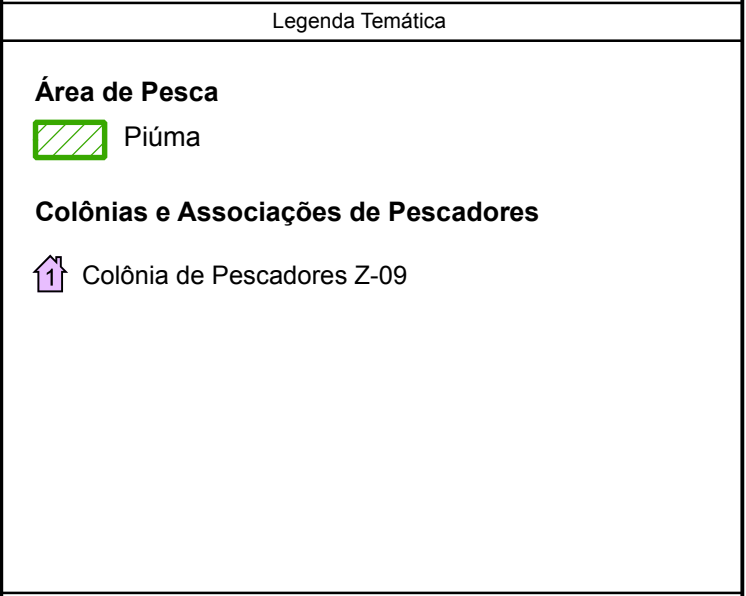 Legenda Temática
Área de Pesca
Piúma
Colônias e Associações de Pescadores
1 Colônia de Pescadores Z-09